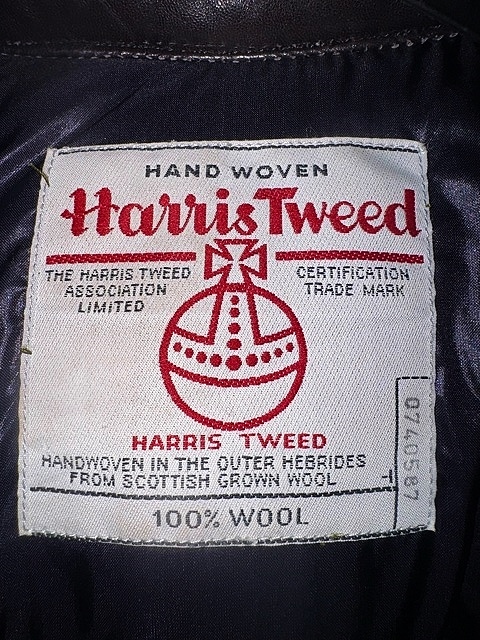 HAND WOVEN
Harris Tweed
THE HARRIS TWEED
ASSOCIATION
LIMITED
CERTIFICATION
TRADE MARK
HARRIS TWEED
HANDWOVEN IN THE OUTER HEBRIDES
FROM SCOTTISH GROWN WOOL
100% WOOL
0740587